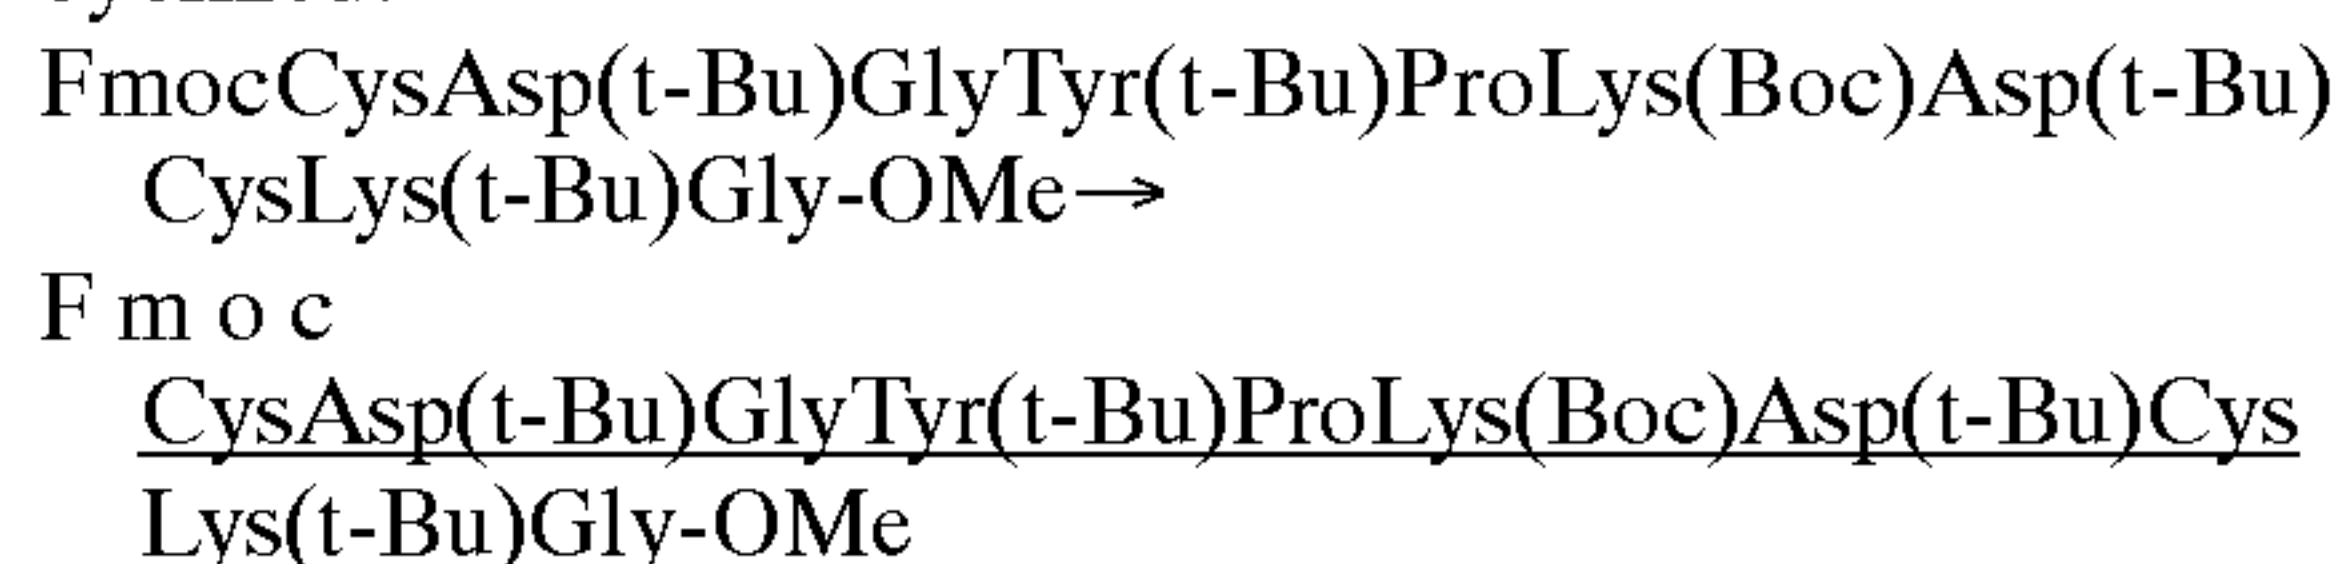 FmocCysAsp(t-Bu)GlyTyr(t-Bu)ProLys(Boc)Asp(t-Bu)
CysLys(t-Bu)Gly-OMe→
F m o c
CysAsp(t-Bu)GlyTyr(t-Bu)ProLys(Boc)Asp(t-Bu)Cys
Lys(t-Bu)Gly-OMe